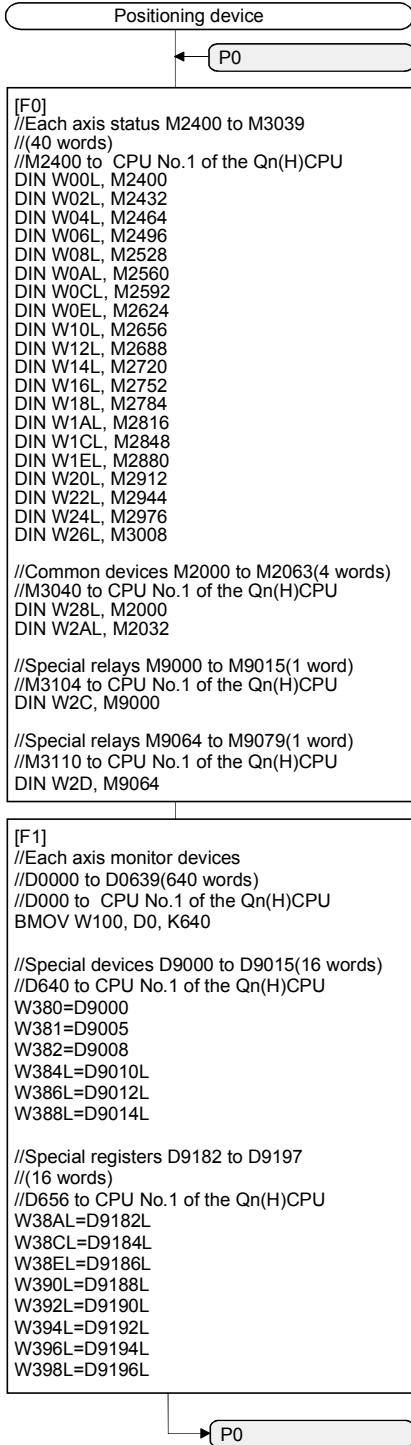 Positioning device
P0
[F0]
//Each axis status M2400 to M3039
//(40 words)
//M2400 to  CPU No.1 of the Qn(H)CPU
DIN W00L, M2400
DIN W02L, M2432
DIN W04L, M2464
DIN W06L, M2496
DIN W08L, M2528
DIN W0AL, M2560
DIN W0CL, M2592
DIN W0EL, M2624
DIN W10L, M2656
DIN W12L, M2688
DIN W14L, M2720
DIN W16L, M2752
DIN W18L, M2784
DIN W1AL, M2816
DIN W1CL, M2848
DIN W1EL, M2880
DIN W20L, M2912
DIN W22L, M2944
DIN W24L, M2976
DIN W26L, M3008
//Common devices M2000 to M2063(4 words)
//M3040 to CPU No.1 of the Qn(H)CPU
DIN W28L, M2000
DIN W2AL, M2032
//Special relays M9000 to M9015(1 word)
//M3104 to CPU No.1 of the Qn(H)CPU
DIN W2C, M9000
//Special relays M9064 to M9079(1 word)
//M3110 to CPU No.1 of the Qn(H)CPU
DIN W2D, M9064
[F1]
//Each axis monitor devices
//D0000 to D0639(640 words)
//D000 to  CPU No.1 of the Qn(H)CPU
BMOV W100, D0, K640
//Special devices D9000 to D9015(16 words)
//D640 to CPU No.1 of the Qn(H)CPU
W380=D9000
W381=D9005
W382=D9008
W384L=D9010L
W386L=D9012L
W388L=D9014L
//Special registers D9182 to D9197
//(16 words)
//D656 to CPU No.1 of the Qn(H)CPU
W38AL=D9182L
W38CL=D9184L
W38EL=D9186L
W390L=D9188L
W392L=D9190L
W394L=D9192L
W396L=D9194L
W398L=D9196L
P0